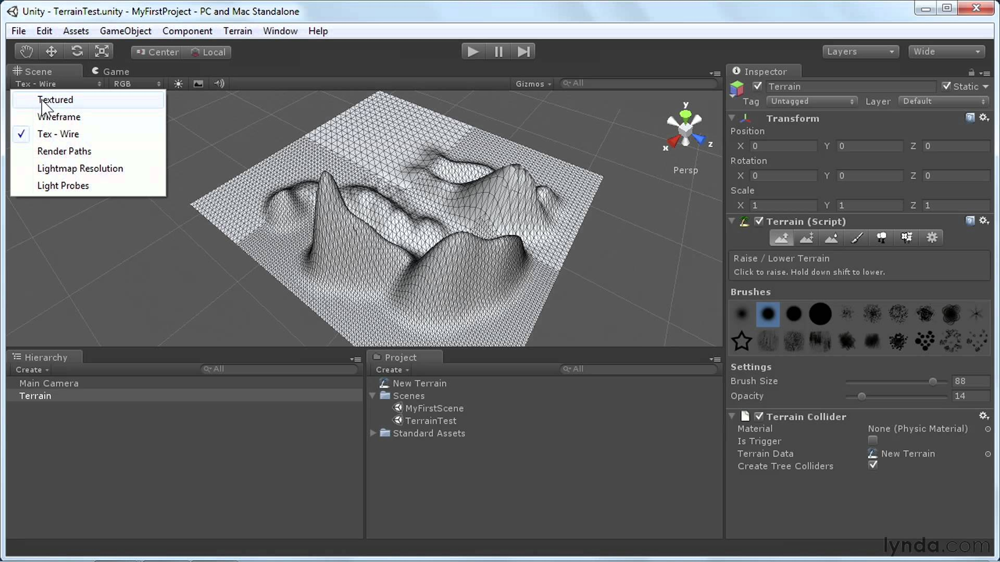 Unity - TerrainTest.unity - MyFirstProject - PC and Mac Standalone
File Edit Assets GameObject Component Terrain Window Help
Center Local Layers Wide
Scene Game
Tex - Wire RGB Gizmos All
Textured
Wireframe
Tex - Wire
Render Paths
Lightmap Resolution
Light Probes
y
x z
Persp
Inspector
Terrain Static
Tag Untagged Layer Default
Transform
Position
X 0 Y 0 Z 0
Rotation
X 0 Y 0 Z 0
Scale
X 1 Y 1 Z 1
Terrain (Script)
Raise / Lower Terrain
Click to raise. Hold down shift to lower.
Brushes
Settings
Brush Size 88
Opacity 14
Terrain Collider
Material None (Physic Material)
Is Trigger
Terrain Data New Terrain
Create Tree Colliders
Hierarchy
Create All
Main Camera
Terrain
Project
Create All
New Terrain
Scenes
MyFirstScene
TerrainTest
Standard Assets
lynda.com